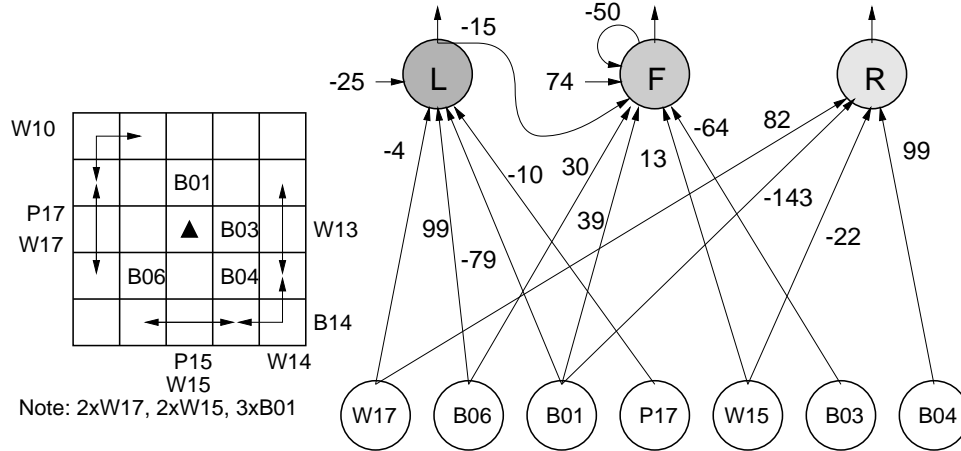 -50
-15
-25
L
74
F
R
W10
-4
-64
82
B01
-10
30
13
99
P17
W17
B03
W13
99
39
-143
-79
-22
B06
B04
B14
P15
W14
W15
Note: 2xW17, 2xW15, 3xB01
W17
B06
B01
P17
W15
B03
B04